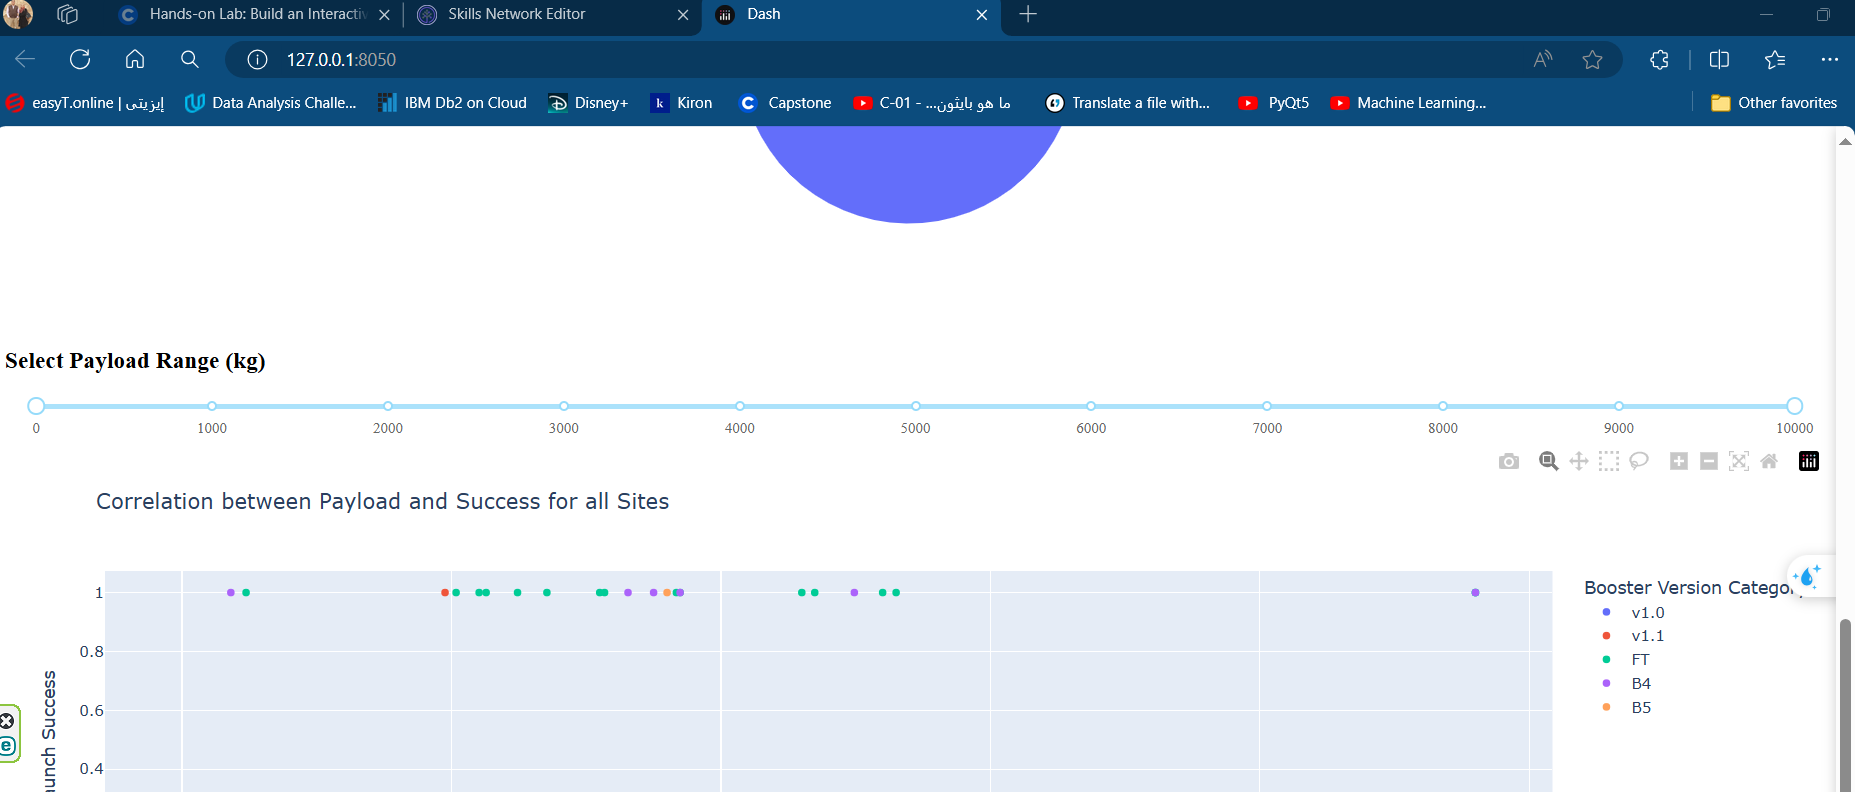 Hands-on Lab: Build an Interactiv
Skills Network Editor
Dash
127.0.0.1:8050
easyT.online | إيزيتي
Data Analysis Challe...
IBM Db2 on Cloud
Disney+
Kiron
Capstone
C-01 - ...ما هو بايثون
Translate a file with...
PyQt5
Machine Learning...
Other favorites
Select Payload Range (kg)
0 1000 2000 3000 4000 5000 6000 7000 8000 9000 10000
Correlation between Payload and Success for all Sites
1
0.8
0.6
0.4
aunch Success
Booster Version Category
v1.0
v1.1
FT
B4
B5